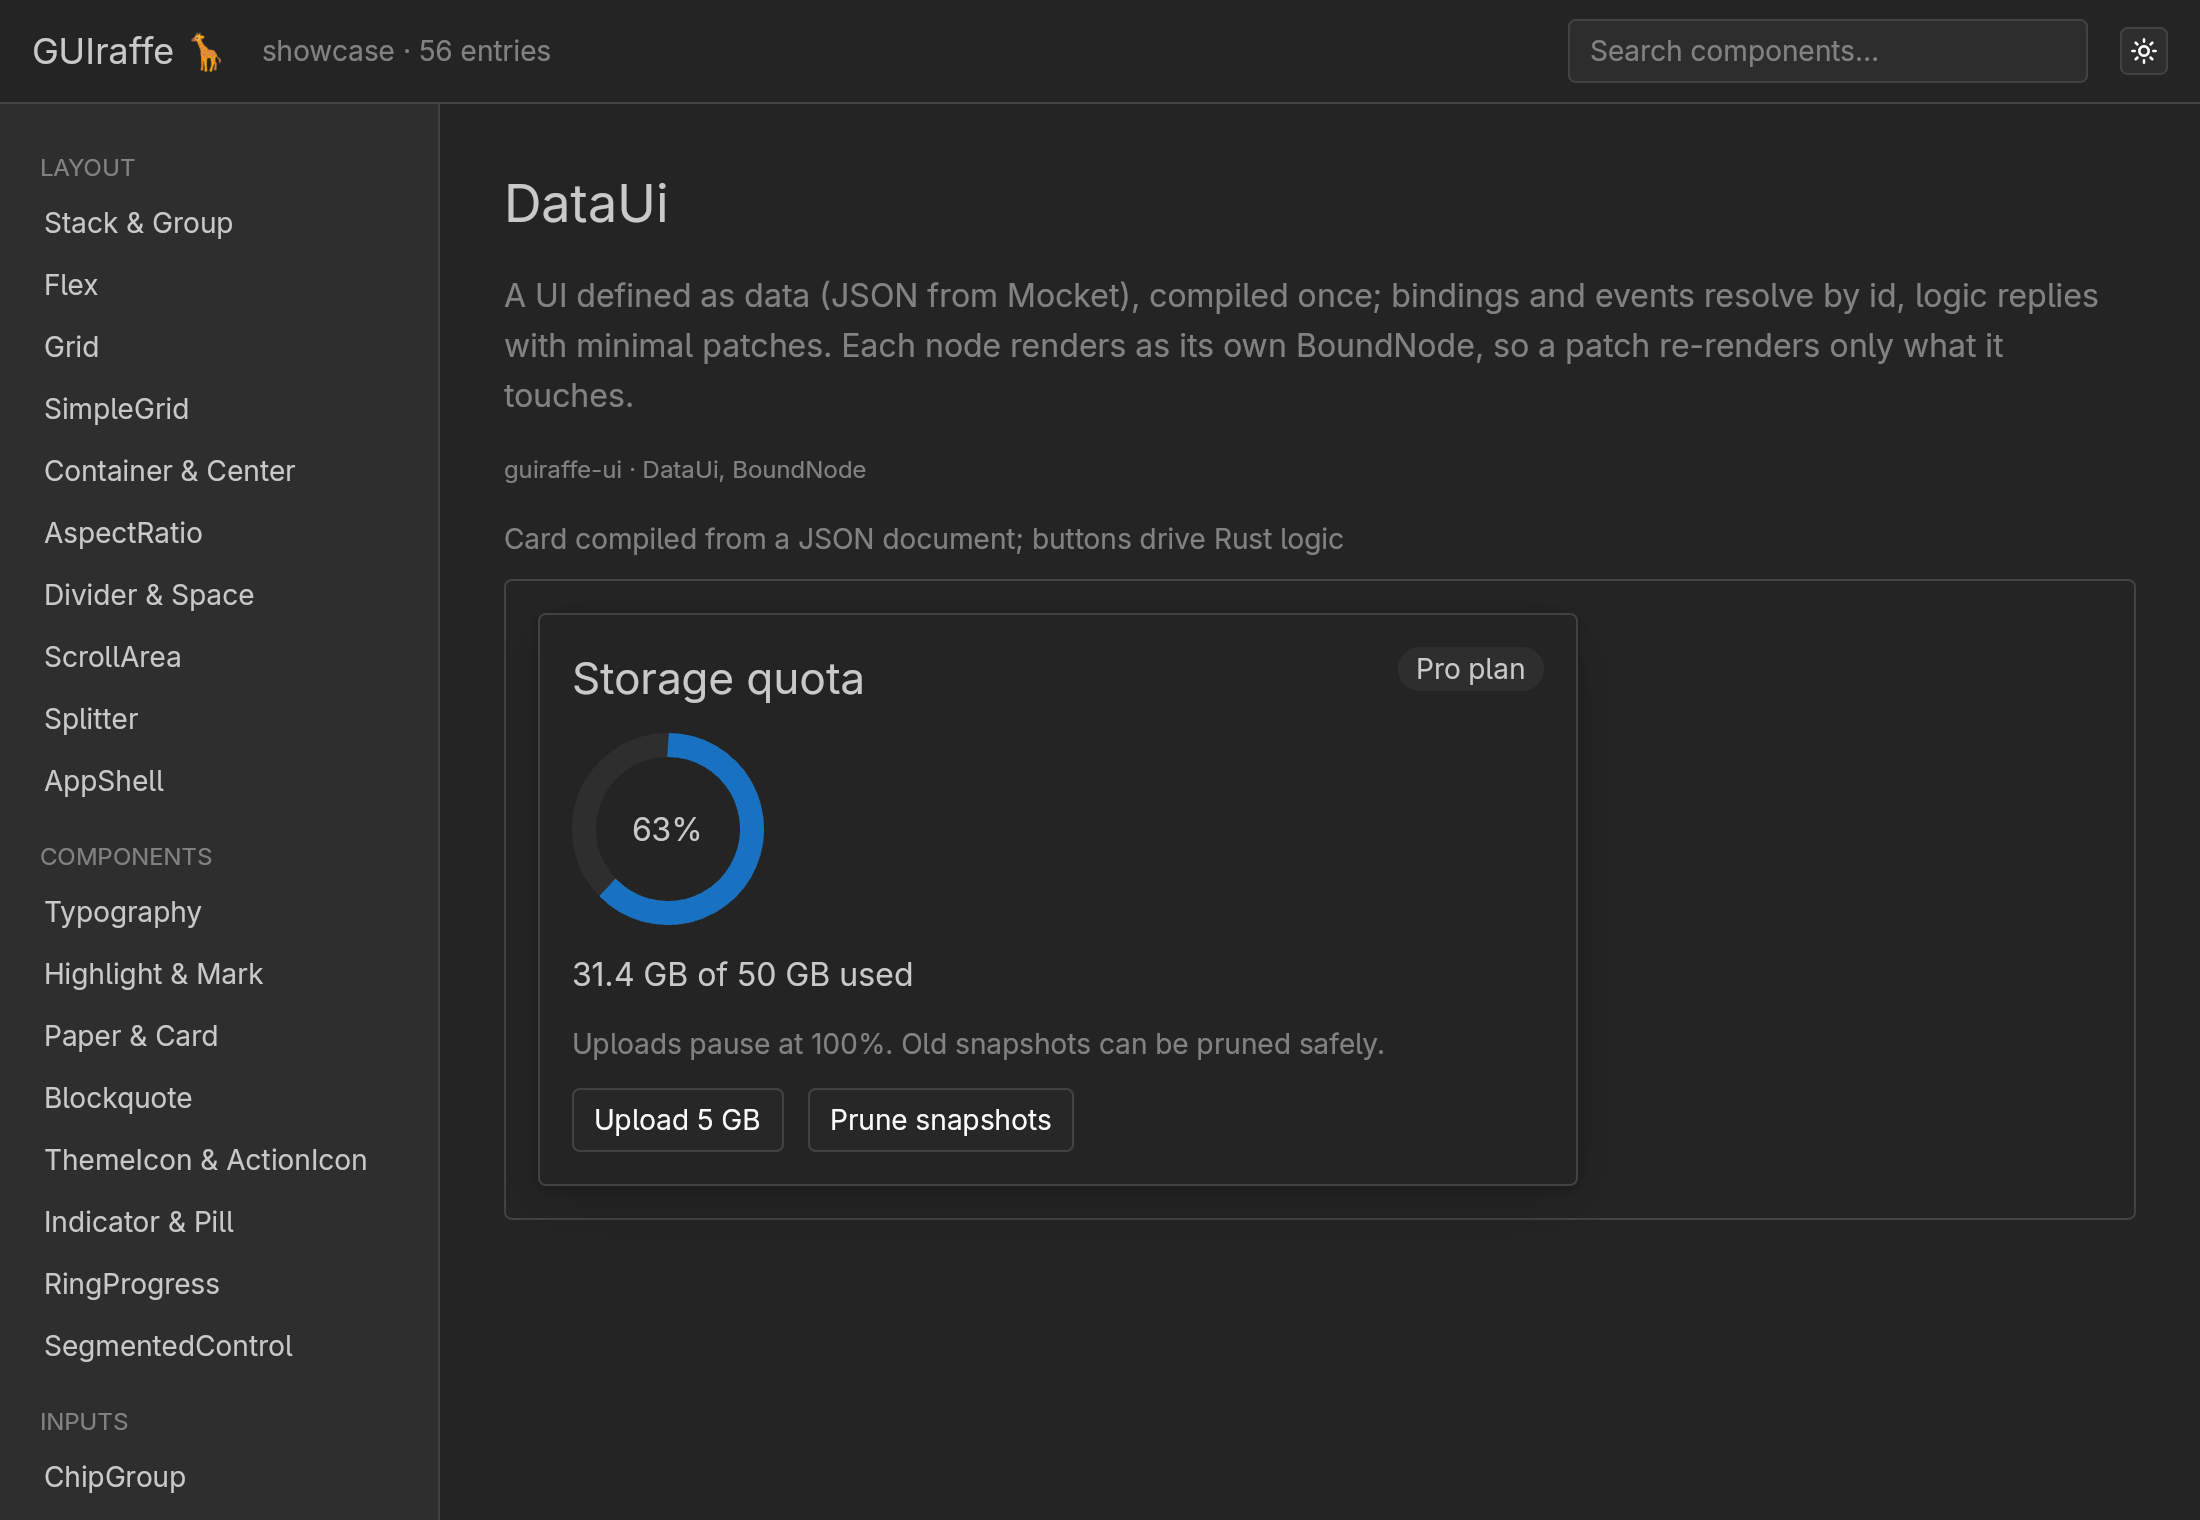 GUIraffe 🦒 showcase · 56 entries
Search components...
LAYOUT
Stack & Group
Flex
Grid
SimpleGrid
Container & Center
AspectRatio
Divider & Space
ScrollArea
Splitter
AppShell
COMPONENTS
Typography
Highlight & Mark
Paper & Card
Blockquote
ThemeIcon & ActionIcon
Indicator & Pill
RingProgress
SegmentedControl
INPUTS
ChipGroup
DataUi
A UI defined as data (JSON from Mocket), compiled once; bindings and events resolve by id, logic replies
with minimal patches. Each node renders as its own BoundNode, so a patch re-renders only what it
touches.
guiraffe-ui · DataUi, BoundNode
Card compiled from a JSON document; buttons drive Rust logic
Storage quota
Pro plan
63%
31.4 GB of 50 GB used
Uploads pause at 100%. Old snapshots can be pruned safely.
Upload 5 GB
Prune snapshots